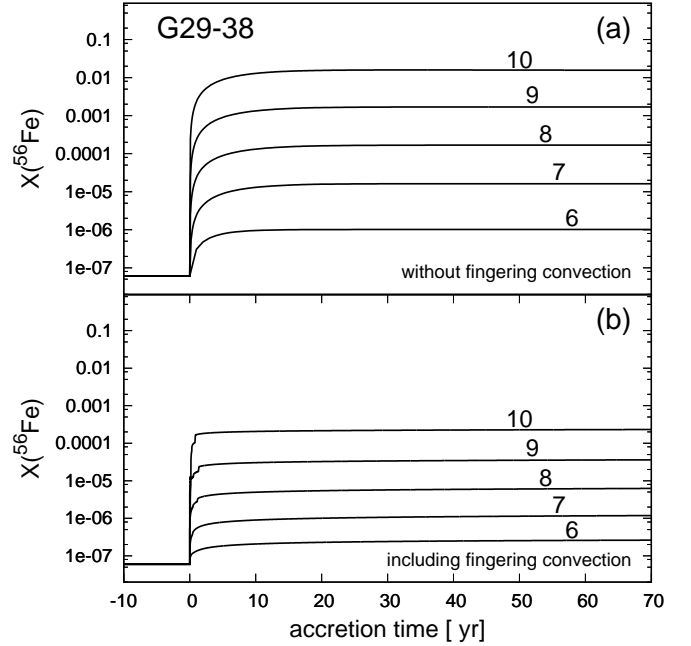 G29-38
(a)
X(⁵⁶Fe)
0.1
0.01
0.001
0.0001
1e-05
1e-06
1e-07
10
9
8
7
6
without fingering convection
(b)
X(⁵⁶Fe)
0.1
0.01
0.001
0.0001
1e-05
1e-06
1e-07
10
9
8
7
6
including fingering convection
-10 0 10 20 30 40 50 60 70
accretion time [ yr]